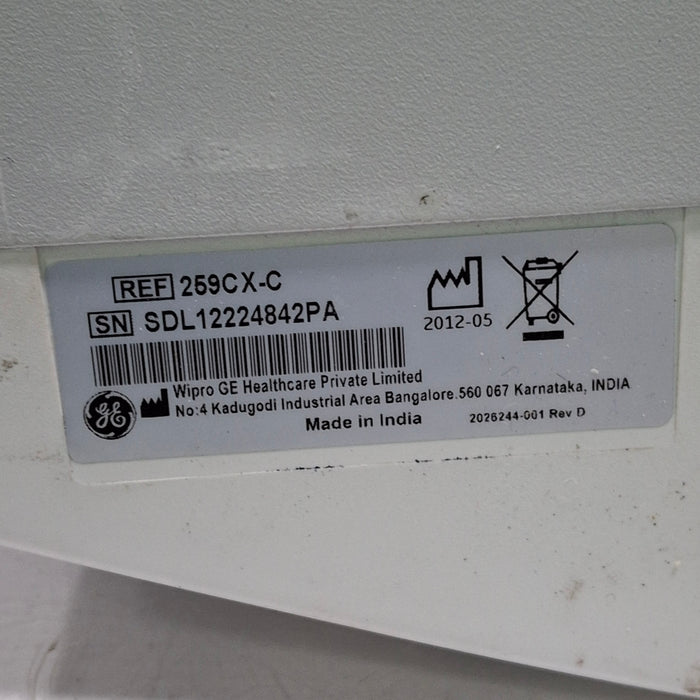 REF 259CX-C
SN SDL12224842PA
2012-05
GE
Wipro GE Healthcare Private Limited
No:4 Kadugodi Industrial Area Bangalore.560 067 Karnataka, INDIA
Made in India
2026244-001 Rev D